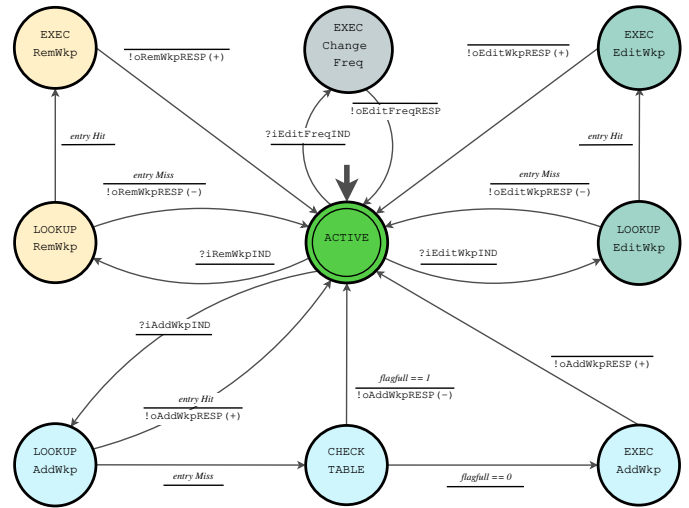 EXEC
RemWkp
!oRemWkpRESP(+)
EXEC
Change
Freq
!oEditWkpRESP(+)
EXEC
EditWkp
!oEditFreqRESP
?iEditFreqIND
entry Hit
entry Hit
entry Miss
!oRemWkpRESP(−)
entry Miss
!oEditWkpRESP(−)
LOOKUP
RemWkp
ACTIVE
LOOKUP
EditWkp
?iRemWkpIND
?iEditWkpIND
?iAddWkpIND
!oAddWkpRESP(+)
flagfull == 1
!oAddWkpRESP(−)
entry Hit
!oAddWkpRESP(+)
LOOKUP
AddWkp
CHECK
TABLE
EXEC
AddWkp
entry Miss
flagfull == 0